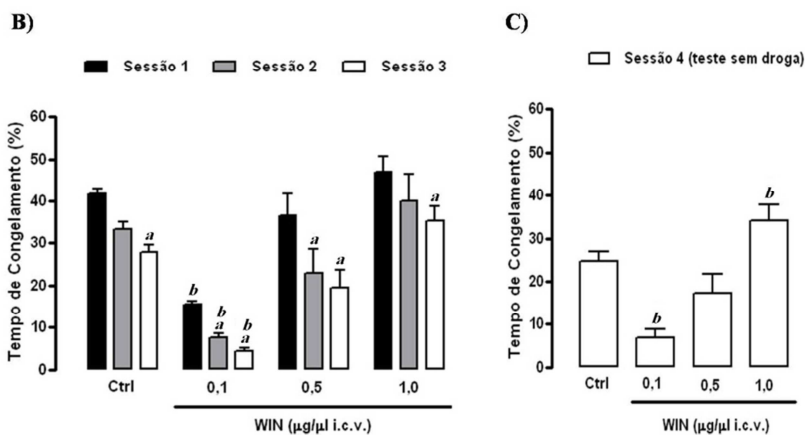 B)
Sessão 1 Sessão 2 Sessão 3
Tempo de Congelamento (%)
60
50
40
30
20
10
0
a
b
b
a
b
a
a
a
Ctrl 0,1 0,5 1,0
WIN (µg/µl i.c.v.)
C)
Sessão 4 (teste sem droga)
Tempo de Congelamento (%)
60
50
40
30
20
10
0
b
b
Ctrl 0,1 0,5 1,0
WIN (µg/µl i.c.v.)